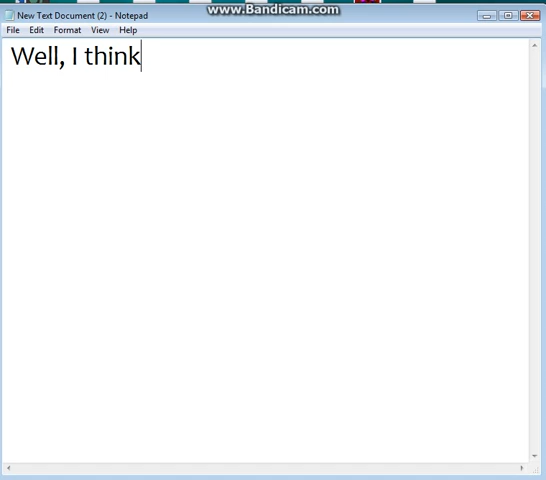 www.Bandicam.com
New Text Document (2) - Notepad
File Edit Format View Help
Well, I think